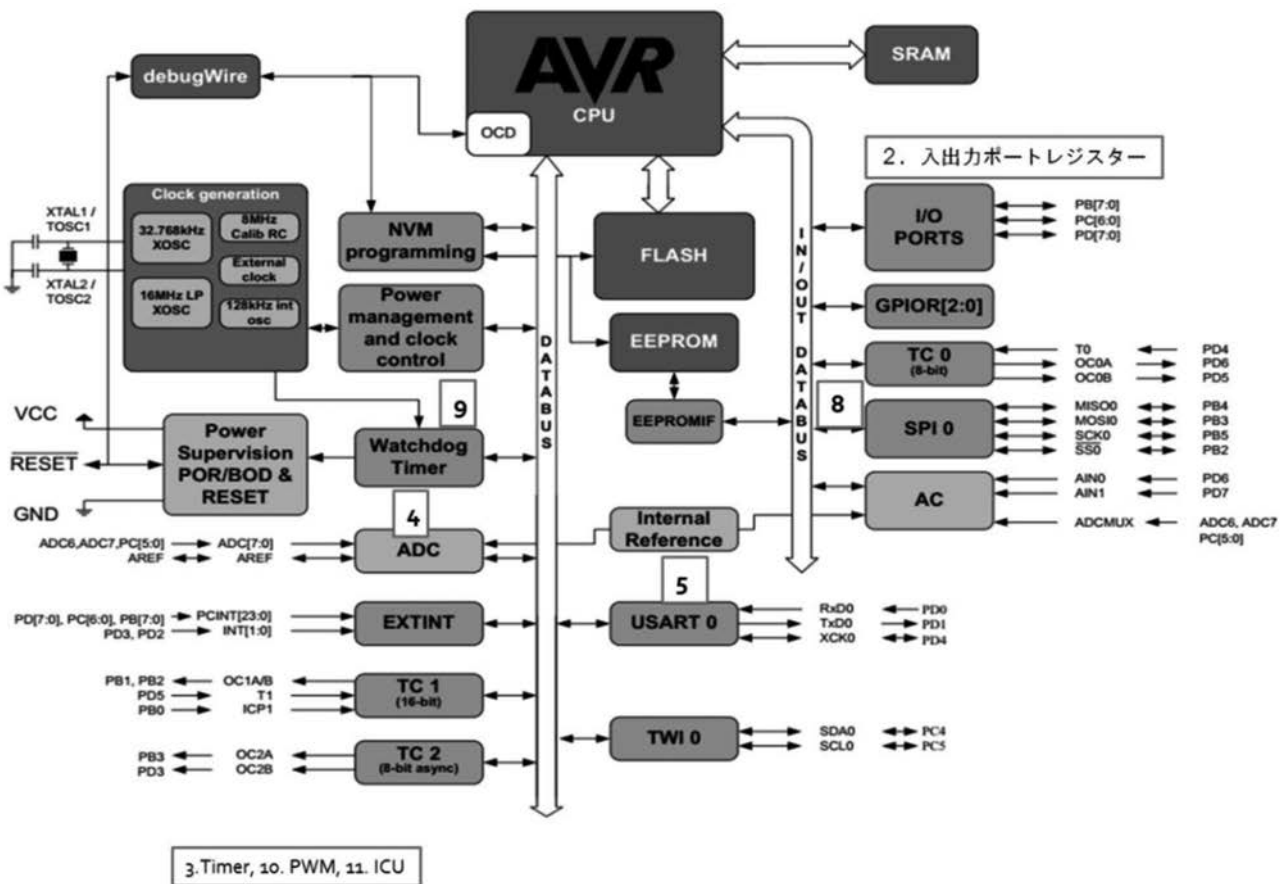 AVR
CPU
OCD
SRAM
debugWire
2. 入出力ポートレジスター
Clock generation
XTAL1 /
TOSC1
32.768kHz
XOSC
8MHz
Calib RC
External
clock
16MHz LP
XOSC
128kHz int
osc
XTAL2 /
TOSC2
NVM
programming
Power
management
and clock
control
FLASH
EEPROM
EEPROMIF
DATABUS
IN/OUT DATABUS
I/O
PORTS
PB[7:0]
PC[6:0]
PD[7:0]
GPIOR[2:0]
TC 0
(8-bit)
T0 PD4
OC0A PD6
OC0B PD5
8
SPI 0
MISO0 PB4
MOSI0 PB3
SCK0 PB5
SS0 PB2
AC
AIN0 PD6
AIN1 PD7
ADCMUX ADC6, ADC7
PC[5:0]
9
Watchdog
Timer
VCC
RESET
GND
Power
Supervision
POR/BOD &
RESET
4
ADC6,ADC7,PC[5:0] ADC[7:0]
AREF AREF
ADC
Internal
Reference
5
USART 0
RxD0 PD0
TxD0 PD1
XCK0 PD4
PD[7:0], PC[6:0], PB[7:0] PCINT[23:0]
PD3, PD2 INT[1:0]
EXTINT
PB1, PB2 OC1A/B
PD5 T1
PB0 ICP1
TC 1
(16-bit)
TWI 0
SDA0 PC4
SCL0 PC5
PB3 OC2A
PD3 OC2B
TC 2
(8-bit async)
3.Timer, 10. PWM, 11. ICU